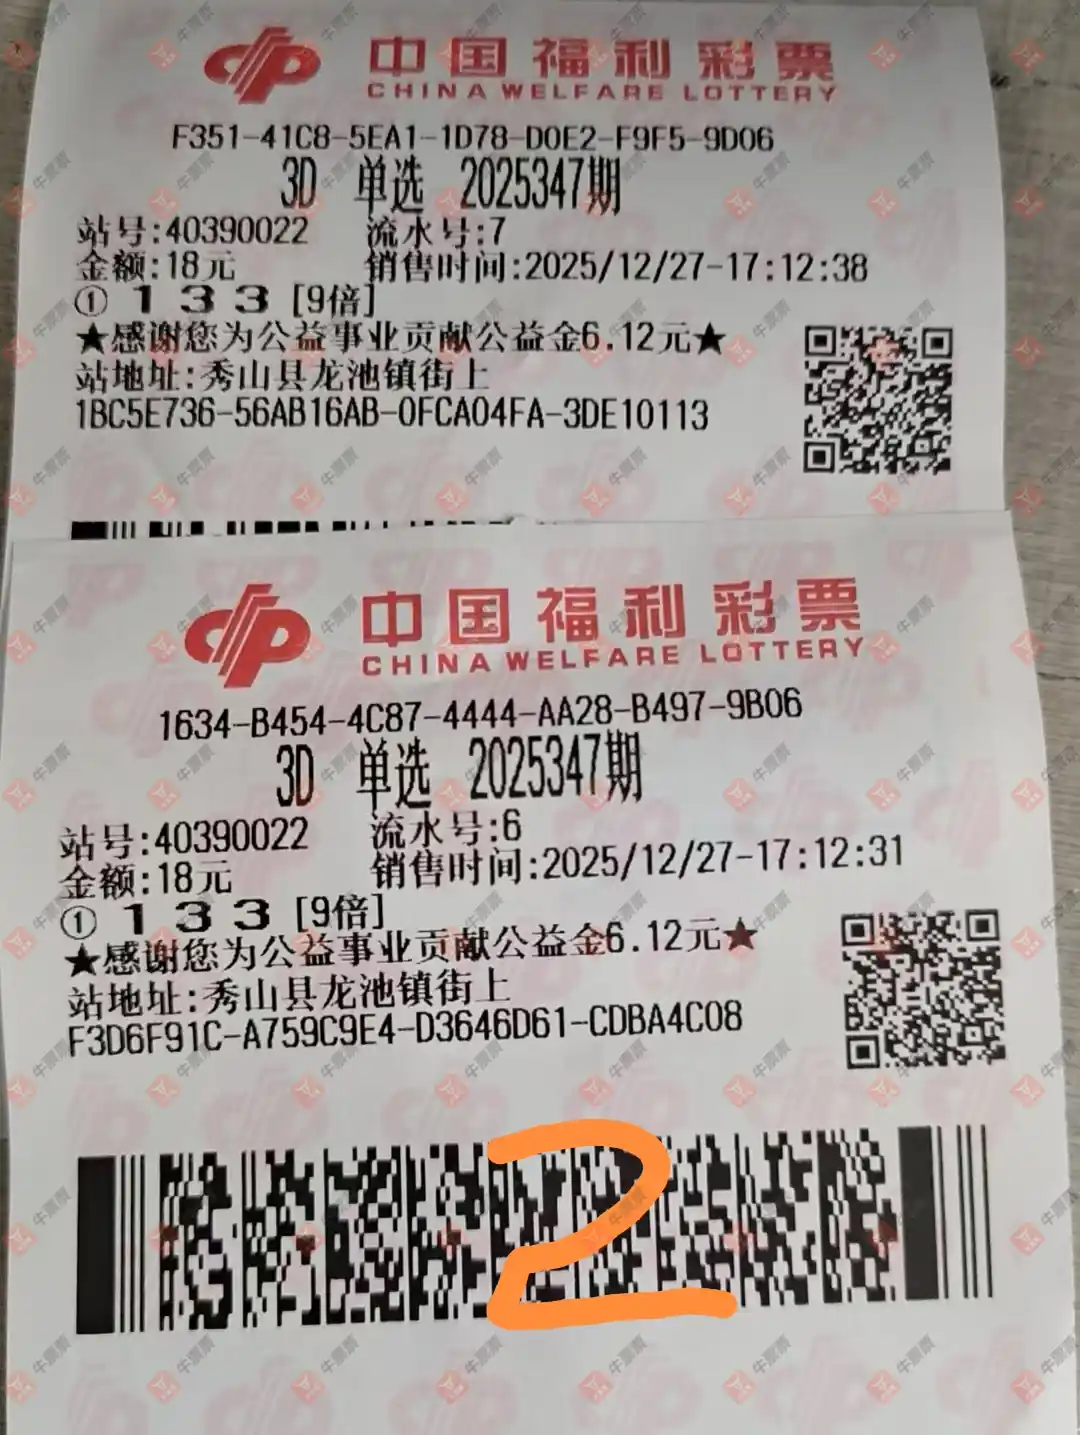 中国福利彩票
CHINA WELFARE LOTTERY
F351-41C8-5EA1-1D78-D0E2-F9F5-9D06
3D 单选 2025347期
站号:40390022 流水号:7
金额:18元 销售时间:2025/12/27-17:12:38
① 1 3 3 [9倍]
★感谢您为公益事业贡献公益金6.12元★
站地址:秀山县龙池镇街上
1BC5E736-56AB16AB-0FCA04FA-3DE10113
中国福利彩票
CHINA WELFARE LOTTERY
1634-B454-4C87-4444-AA28-B497-9B06
3D 单选 2025347期
站号:40390022 流水号:6
金额:18元 销售时间:2025/12/27-17:12:31
① 1 3 3 [9倍]
★感谢您为公益事业贡献公益金6.12元★
站地址:秀山县龙池镇街上
F3D6F91C-A759C9E4-D3646D61-CDBA4C08
2